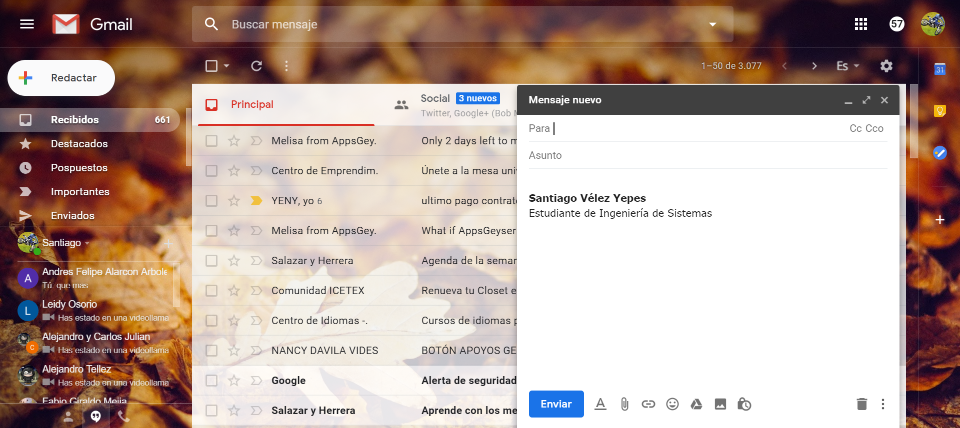 Gmail
Buscar mensaje
57
Redactar
1–50 de 3.077
Es
31
Recibidos 661
Destacados
Pospuestos
Importantes
Enviados
Santiago
A
Andres Felipe Alarcon Arbole
Tú: que mas
L
Leidy Osorio
Has estado en una videollama
Alejandro y Carlos Julian
C
Has estado en una videollama
Alejandro Tellez
Has estado en una videollama
Fabio Giraldo Mejia
Principal
Social 3 nuevos
Twitter, Google+ (Bob
Melisa from AppsGey. Only 2 days left to
Centro de Emprendim. Únete a la mesa
YENY, yo 6 ultimo pago
Melisa from AppsGey. What if AppsGeyser
Salazar y Herrera Agenda de la
Comunidad ICETEX Renueva tu Closet
Centro de Idiomas -. Cursos de idiomas
NANCY DAVILA VIDES BOTÓN APOYOS
Google Alerta de seguridad
Salazar y Herrera Aprende con los
Mensaje nuevo
Para Cc Cco
Asunto
Santiago Vélez Yepes
Estudiante de Ingeniería de Sistemas
Enviar